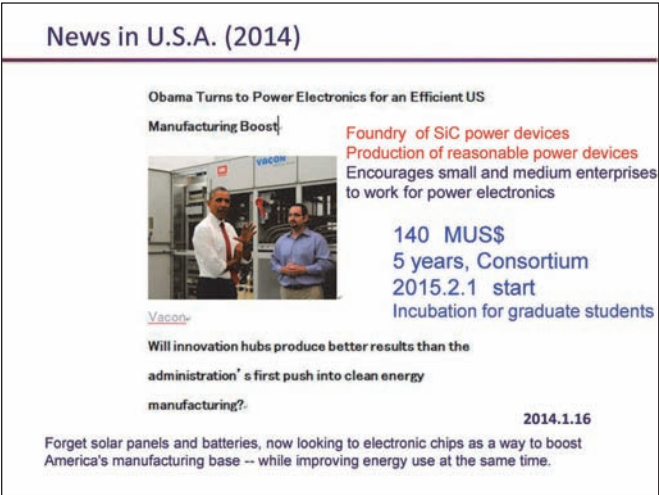 News in U.S.A. (2014)
Obama Turns to Power Electronics for an Efficient US
Manufacturing Boost
Foundry of SiC power devices
Production of reasonable power devices
Encourages small and medium enterprises
to work for power electronics
VACON
140 MUS$
5 years, Consortium
2015.2.1 start
Incubation for graduate students
Vacon
Will innovation hubs produce better results than the
administration's first push into clean energy
manufacturing?
2014.1.16
Forget solar panels and batteries, now looking to electronic chips as a way to boost
America's manufacturing base -- while improving energy use at the same time.